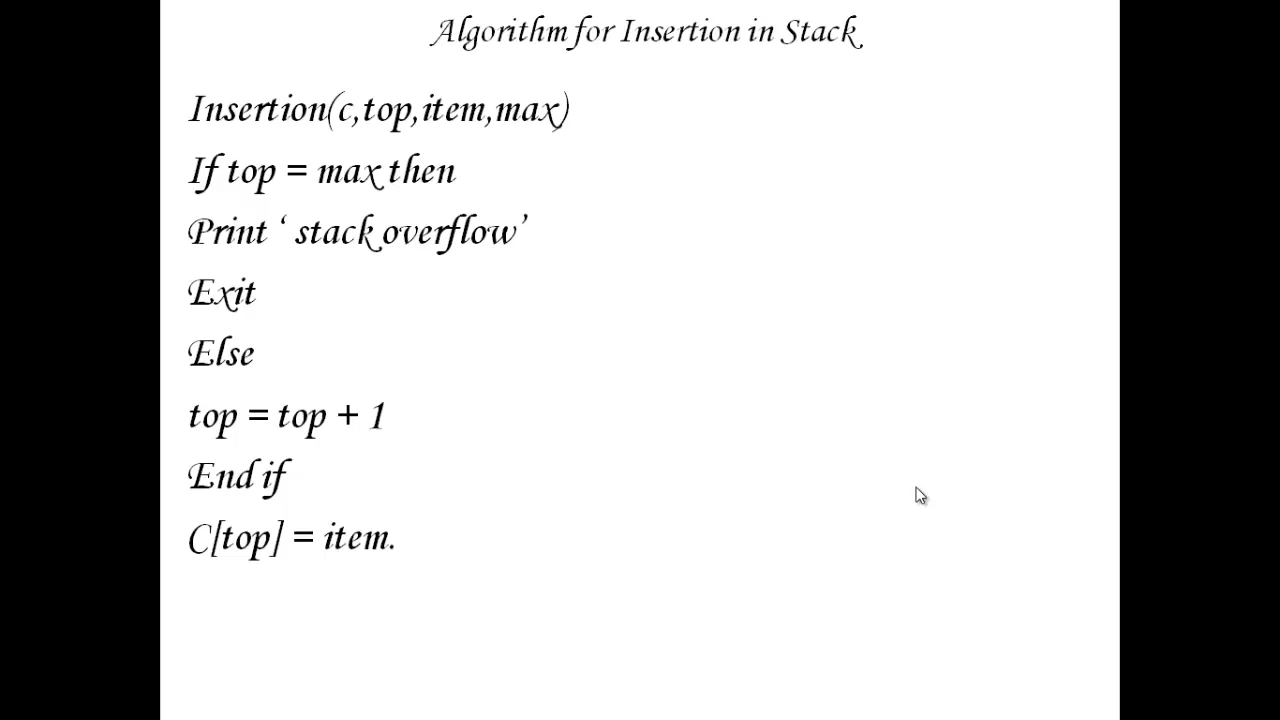 Algorithm for Insertion in Stack
Insertion(c,top,item,max)
If top = max then
Print ‘ stack overflow’
Exit
Else
top = top + 1
End if
C[top] = item.